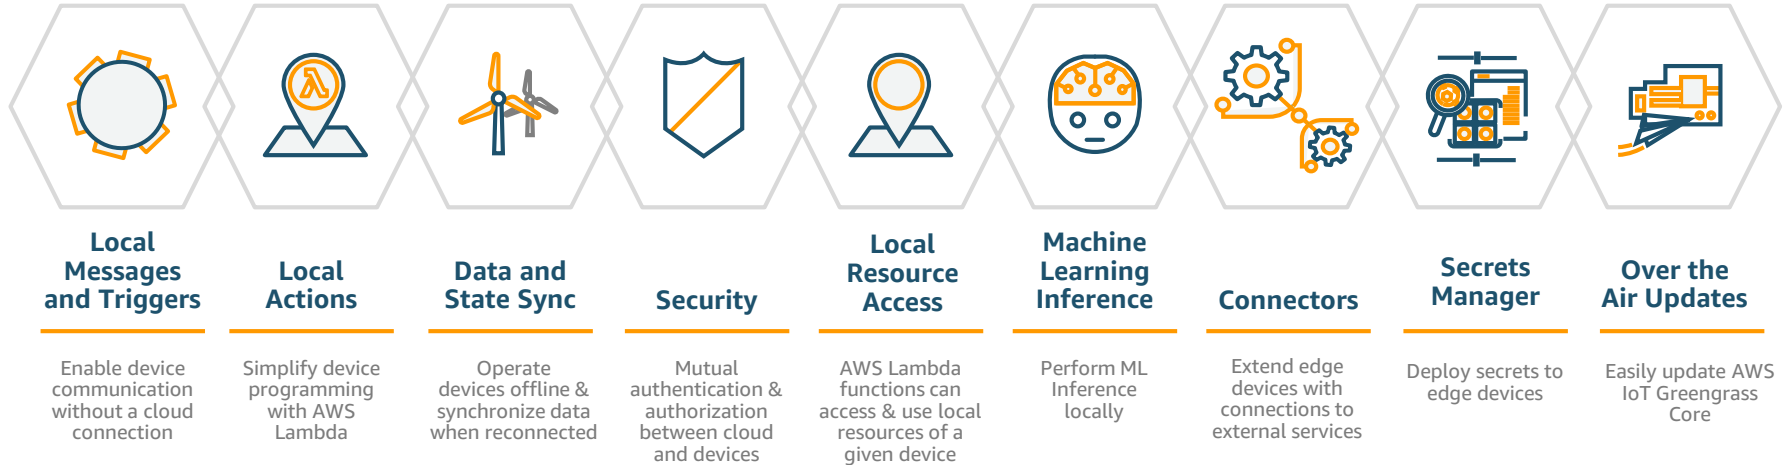 Local
Messages
and Triggers
Enable device
communication
without a cloud
connection
Local
Actions
Simplify device
programming
with AWS
Lambda
Data and
State Sync
Operate
devices offline &
synchronize data
when reconnected
Security
Mutual
authentication &
authorization
between cloud
and devices
Local
Resource
Access
AWS Lambda
functions can
access & use local
resources of a
given device
Machine
Learning
Inference
Perform ML
Inference
locally
Connectors
Extend edge
devices with
connections to
external services
Secrets
Manager
Deploy secrets to
edge devices
Over the
Air Updates
Easily update AWS
IoT Greengrass
Core